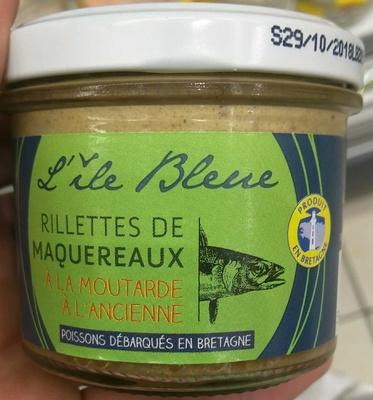 S29/10/2018
L'île Bleue
RILLETTES DE
MAQUEREAUX
À LA MOUTARDE
À L'ANCIENNE
POISSONS DÉBARQUÉS EN BRETAGNE
PRODUIT
EN BRETAGNE